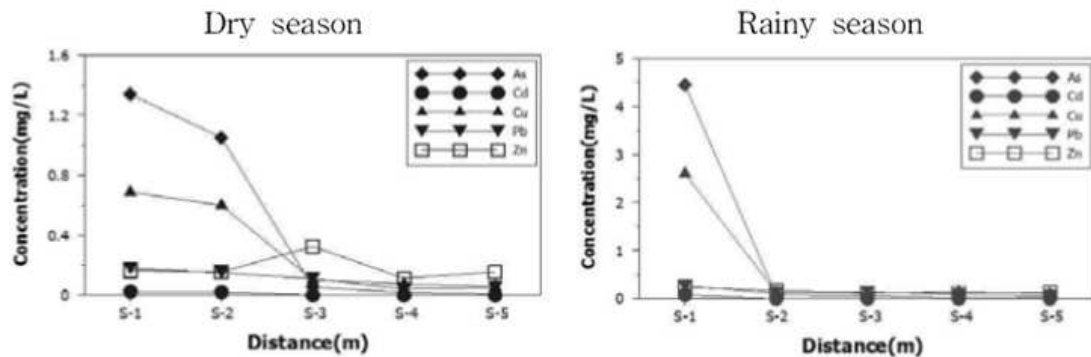 Dry season
1.6
1.2
0.8
0.4
0
Concentration(mg/L)
As
Cd
Cu
Pb
Zn
S-1 S-2 S-3 S-4 S-5
Distance(m)
Rainy season
5
4
3
2
1
0
Concentration(mg/L)
As
Cd
Cu
Pb
Zn
S-1 S-2 S-3 S-4 S-5
Distance(m)